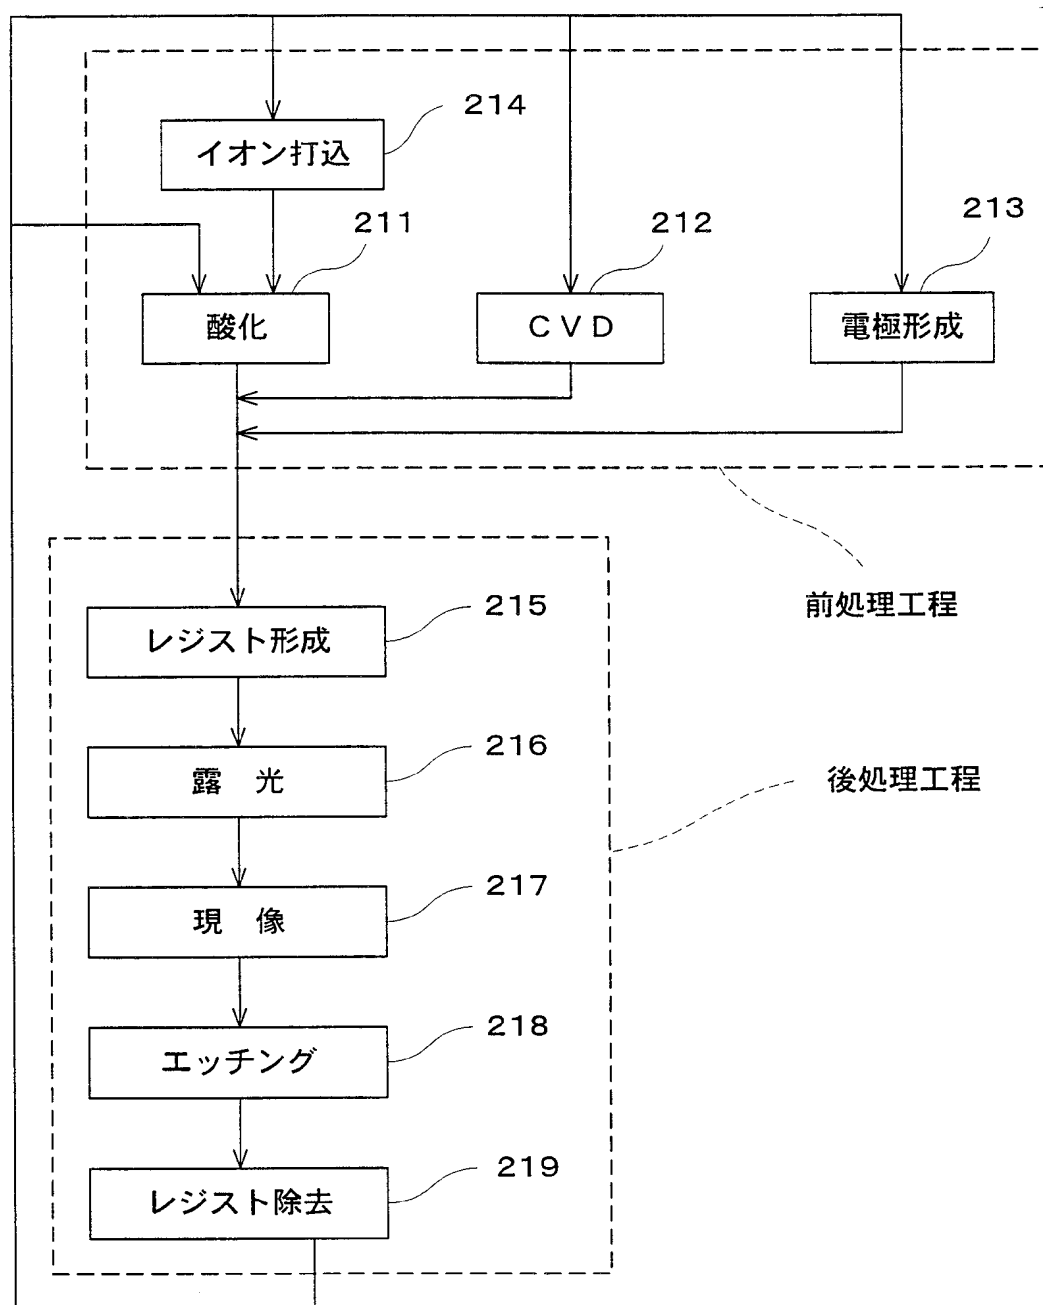 214
イオン打込
211
212
213
酸化
CVD
電極形成
前処理工程
215
レジスト形成
216
露 光
後処理工程
217
現 像
218
エッチング
219
レジスト除去